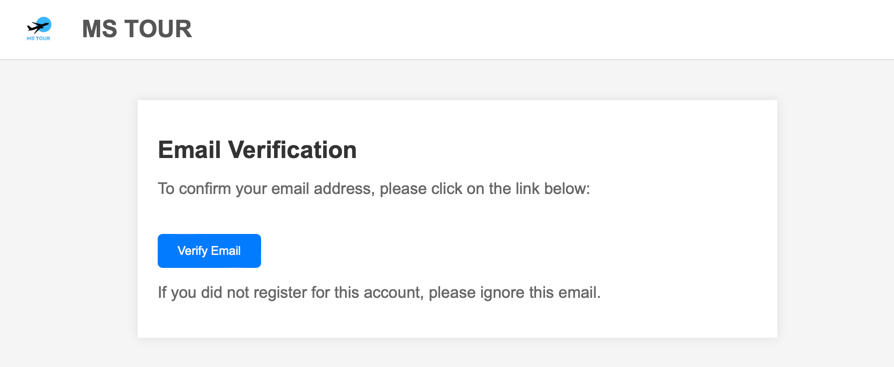 MS TOUR
MS TOUR
Email Verification
To confirm your email address, please click on the link below:
Verify Email
If you did not register for this account, please ignore this email.